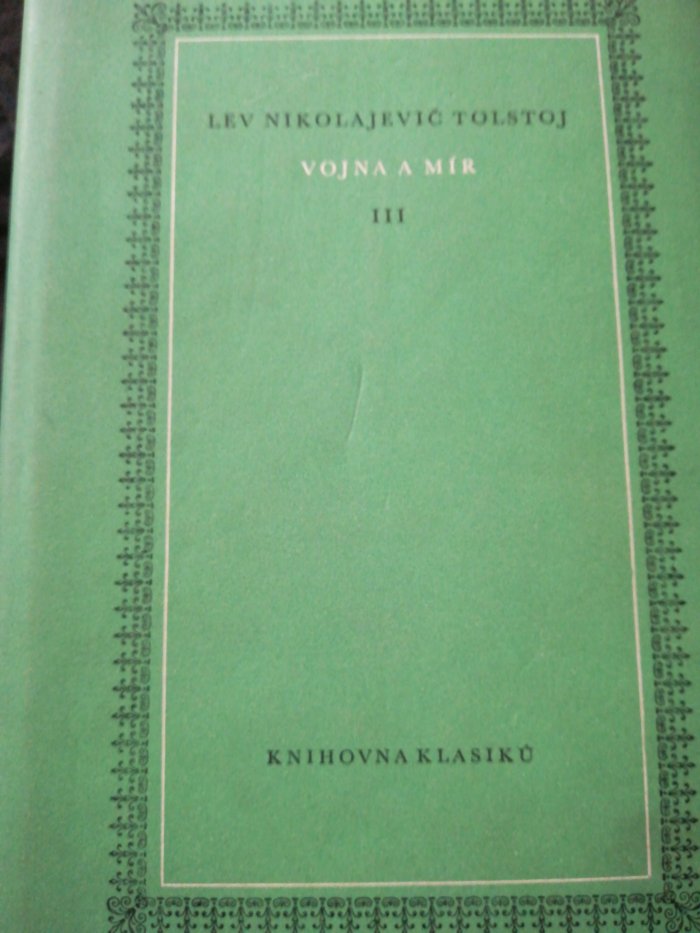 LEV NIKOLAJEVIČ TOLSTOJ
VOJNA A MÍR
III
KNIHOVNA KLASIKŮ